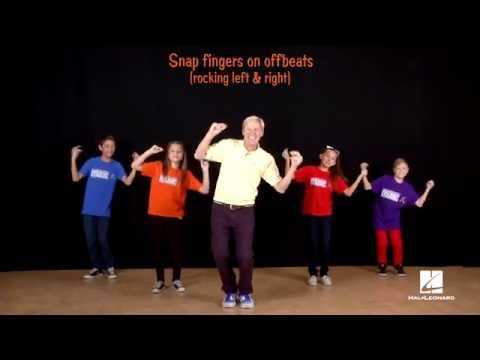 Snap fingers on offbeats
(rocking left & right)
HAL•LEONARD